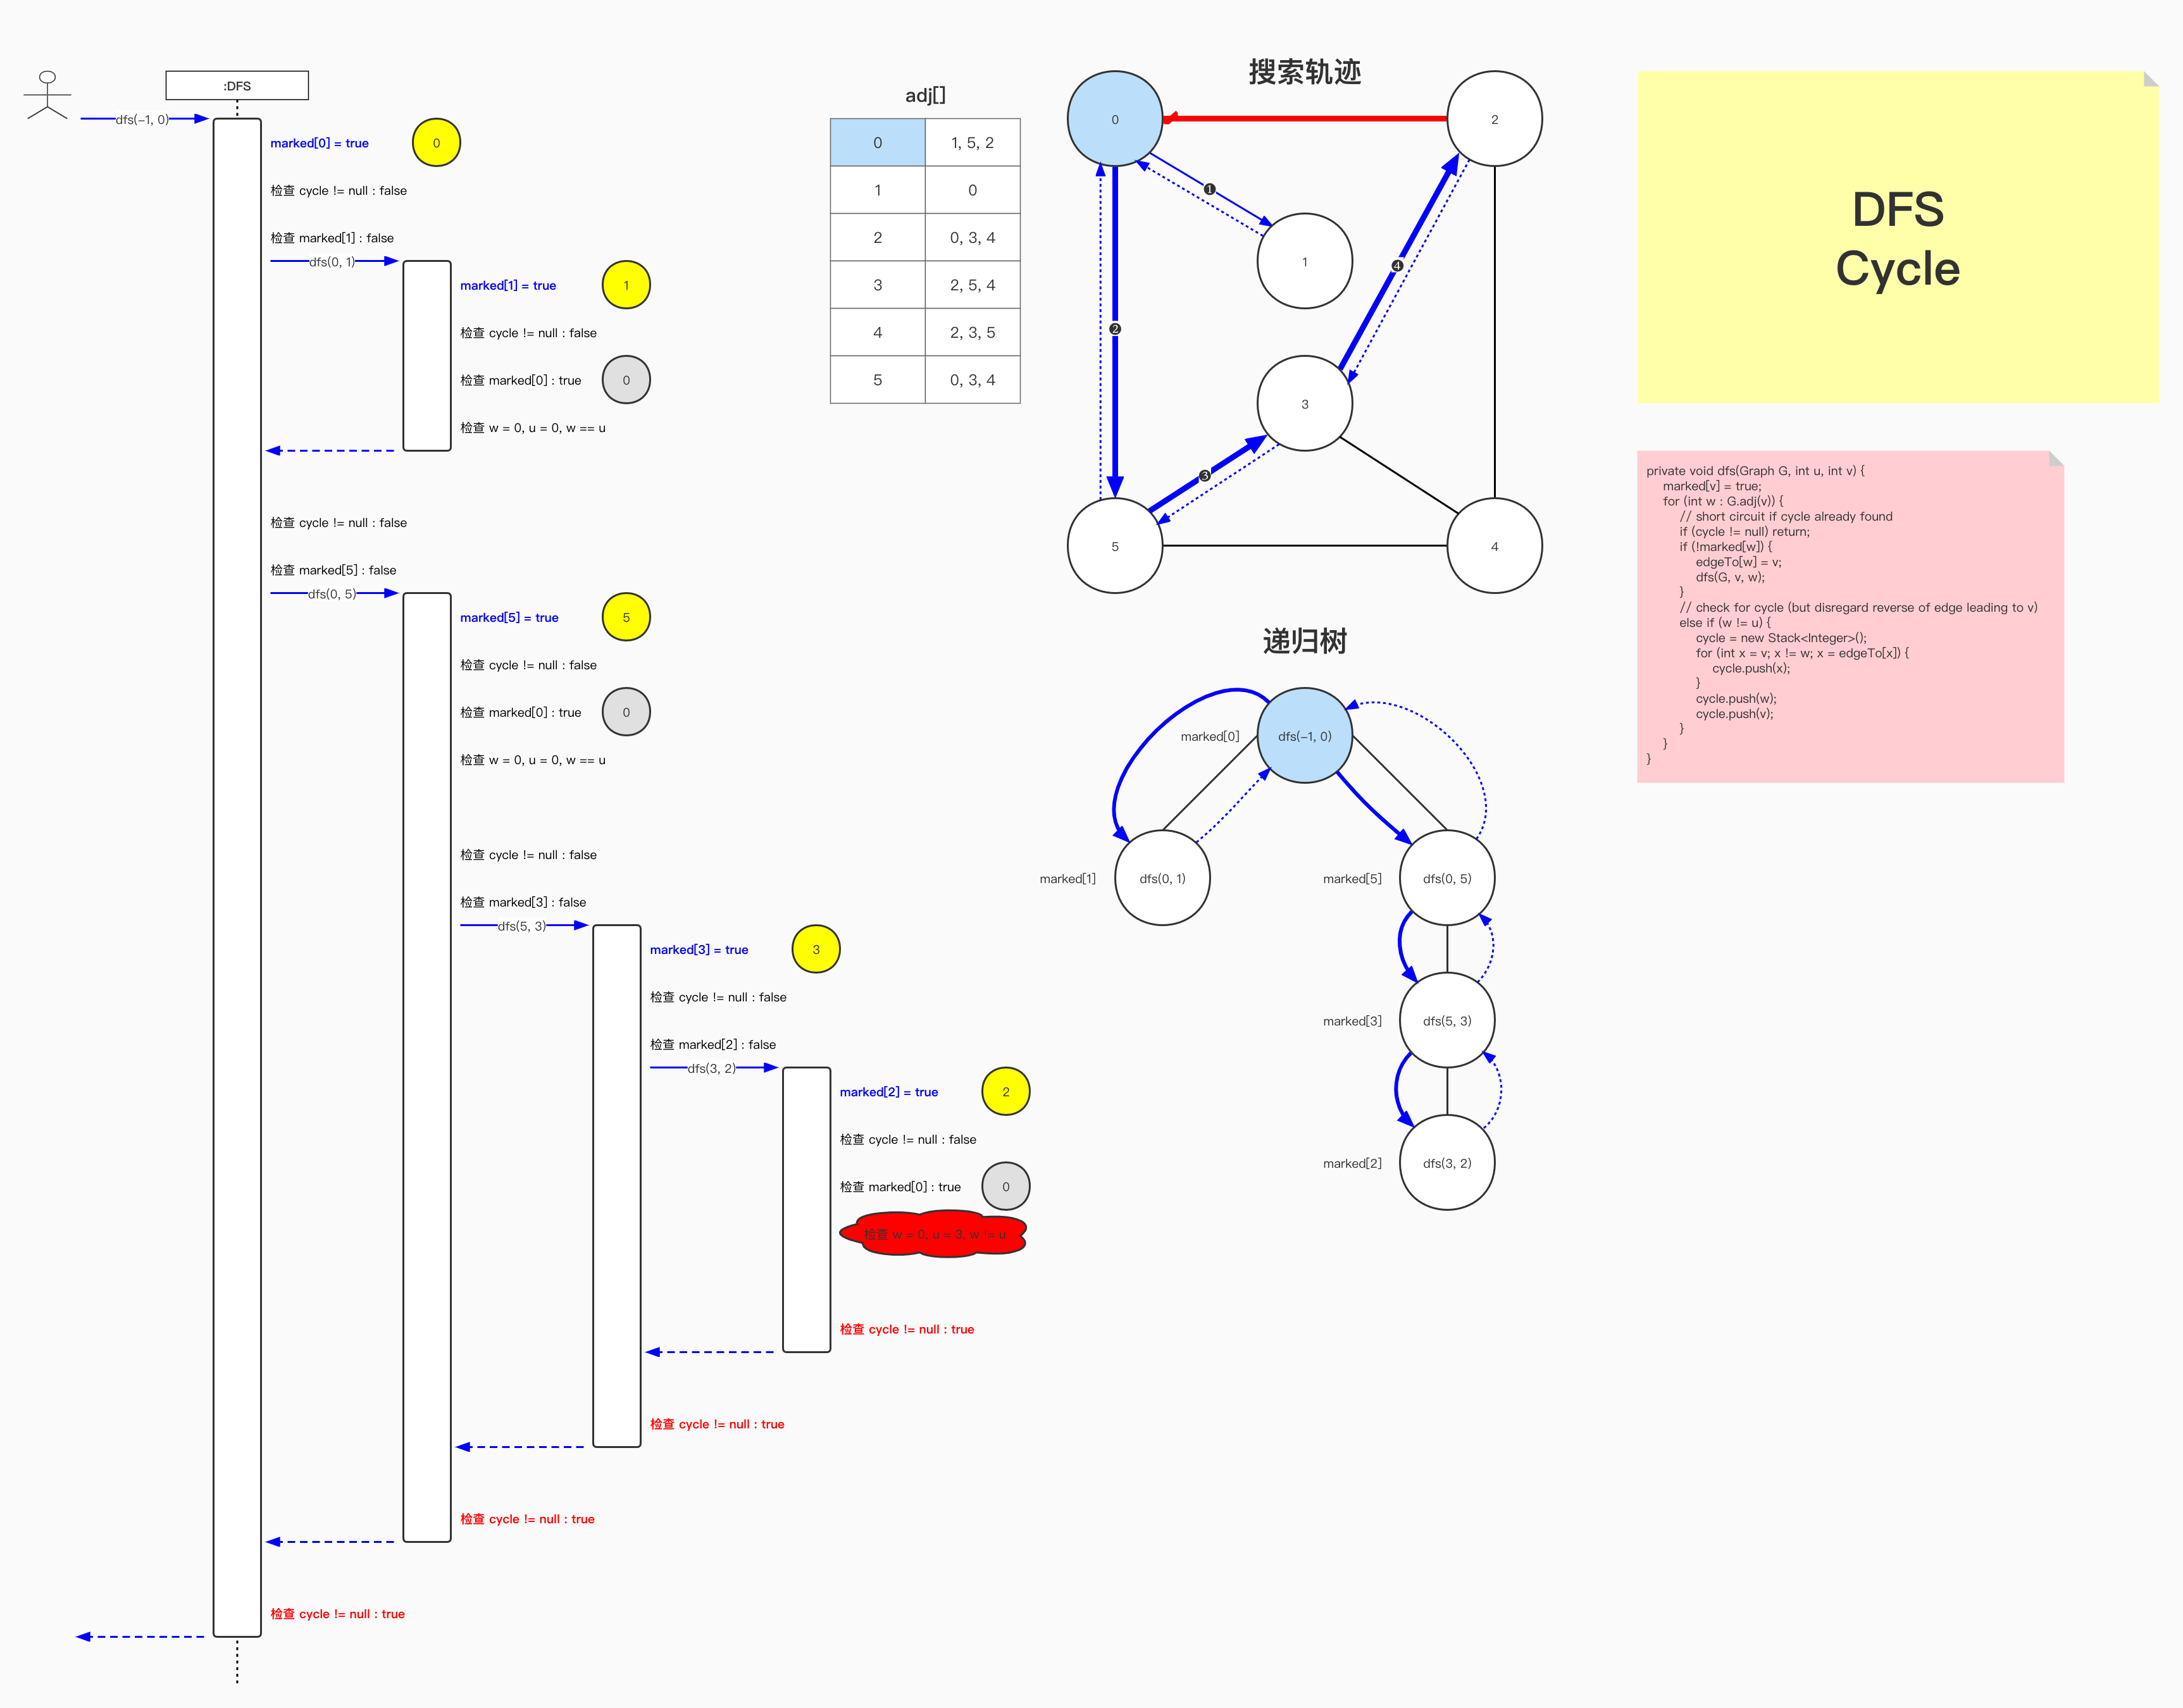 :DFS
dfs(-1, 0)
marked[0] = true
0
检查 cycle != null : false
检查 marked[1] : false
dfs(0, 1)
marked[1] = true
1
检查 cycle != null : false
检查 marked[0] : true
0
检查 w = 0, u = 0, w == u
检查 cycle != null : false
检查 marked[5] : false
dfs(0, 5)
marked[5] = true
5
检查 cycle != null : false
检查 marked[0] : true
0
检查 w = 0, u = 0, w == u
检查 cycle != null : false
检查 marked[3] : false
dfs(5, 3)
marked[3] = true
3
检查 cycle != null : false
检查 marked[2] : false
dfs(3, 2)
marked[2] = true
2
检查 cycle != null : false
检查 marked[0] : true
0
检查 w = 0, u = 3, w != u
检查 cycle != null : true
检查 cycle != null : true
检查 cycle != null : true
检查 cycle != null : true
adj[]
0 1, 5, 2
1 0
2 0, 3, 4
3 2, 5, 4
4 2, 3, 5
5 0, 3, 4
搜索轨迹
0
2
❶
1
❹
❷
3
❸
5
4
递归树
marked[0]
dfs(-1, 0)
marked[1]
dfs(0, 1)
marked[5]
dfs(0, 5)
marked[3]
dfs(5, 3)
marked[2]
dfs(3, 2)
DFS
Cycle
private void dfs(Graph G, int u, int v) {
marked[v] = true;
for (int w : G.adj(v)) {
// short circuit if cycle already found
if (cycle != null) return;
if (!marked[w]) {
edgeTo[w] = v;
dfs(G, v, w);
}
// check for cycle (but disregard reverse of edge leading to v)
else if (w != u) {
cycle = new Stack<Integer>();
for (int x = v; x != w; x = edgeTo[x]) {
cycle.push(x);
}
cycle.push(w);
cycle.push(v);
}
}
}